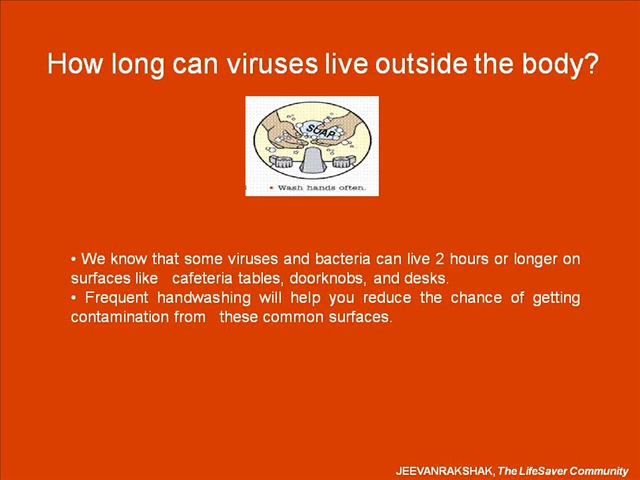 How long can viruses live outside the body?
SOAP
• Wash hands often.
• We know that some viruses and bacteria can live 2 hours or longer on
surfaces like cafeteria tables, doorknobs, and desks.
• Frequent handwashing will help you reduce the chance of getting
contamination from these common surfaces.
JEEVANRAKSHAK, The LifeSaver Community